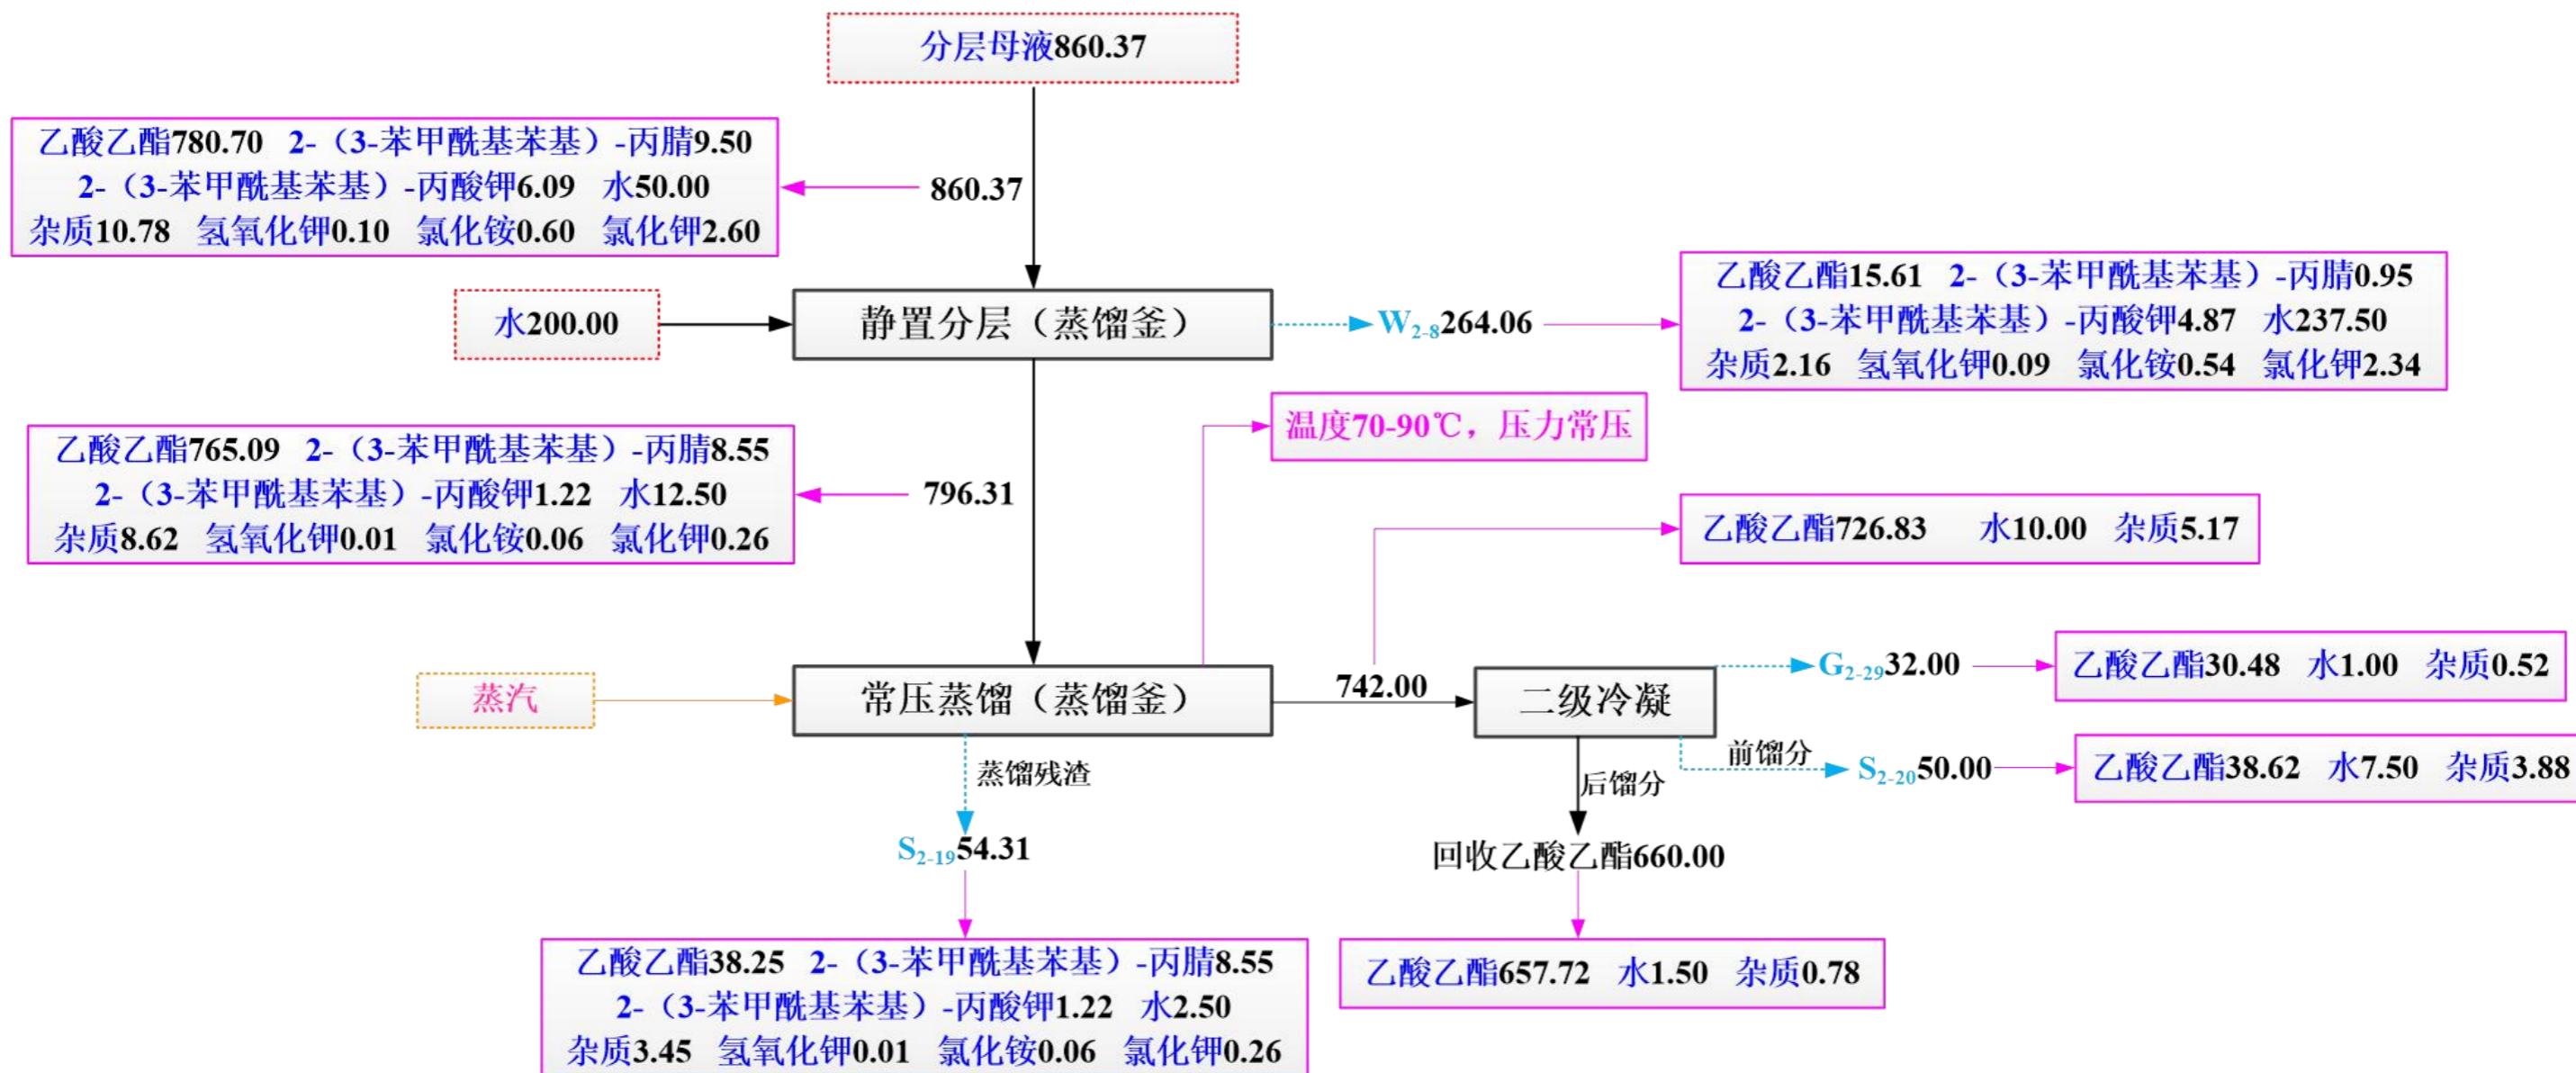 分层母液860.37
乙酸乙酯780.70 2-（3-苯甲酰基苯基）-丙腈9.50
2-（3-苯甲酰基苯基）-丙酸钾6.09 水50.00
杂质10.78 氢氧化钾0.10 氯化铵0.60 氯化钾2.60
860.37
水200.00
静置分层（蒸馏釜）
W2-8264.06
乙酸乙酯15.61 2-（3-苯甲酰基苯基）-丙腈0.95
2-（3-苯甲酰基苯基）-丙酸钾4.87 水237.50
杂质2.16 氢氧化钾0.09 氯化铵0.54 氯化钾2.34
温度70-90℃，压力常压
乙酸乙酯765.09 2-（3-苯甲酰基苯基）-丙腈8.55
2-（3-苯甲酰基苯基）-丙酸钾1.22 水12.50
杂质8.62 氢氧化钾0.01 氯化铵0.06 氯化钾0.26
796.31
乙酸乙酯726.83 水10.00 杂质5.17
蒸汽
常压蒸馏（蒸馏釜）
742.00
二级冷凝
G2-2932.00
乙酸乙酯30.48 水1.00 杂质0.52
前馏分
S2-2050.00
乙酸乙酯38.62 水7.50 杂质3.88
蒸馏残渣
后馏分
S2-1954.31
回收乙酸乙酯660.00
乙酸乙酯38.25 2-（3-苯甲酰基苯基）-丙腈8.55
2-（3-苯甲酰基苯基）-丙酸钾1.22 水2.50
杂质3.45 氢氧化钾0.01 氯化铵0.06 氯化钾0.26
乙酸乙酯657.72 水1.50 杂质0.78